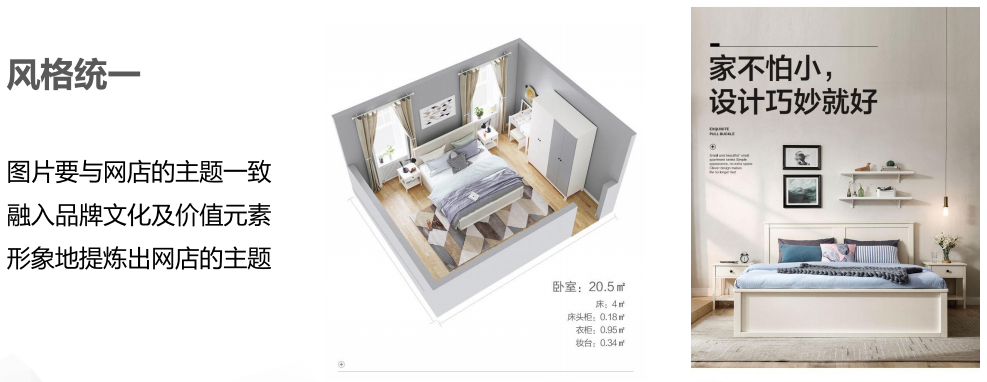 风格统一
图片要与网店的主题一致
融入品牌文化及价值元素
形象地提炼出网店的主题
卧室：20.5㎡
床：4㎡
床头柜：0.18㎡
衣柜：0.95㎡
妆台：0.34㎡
家不怕小，
设计巧妙就好
EXQUISITE